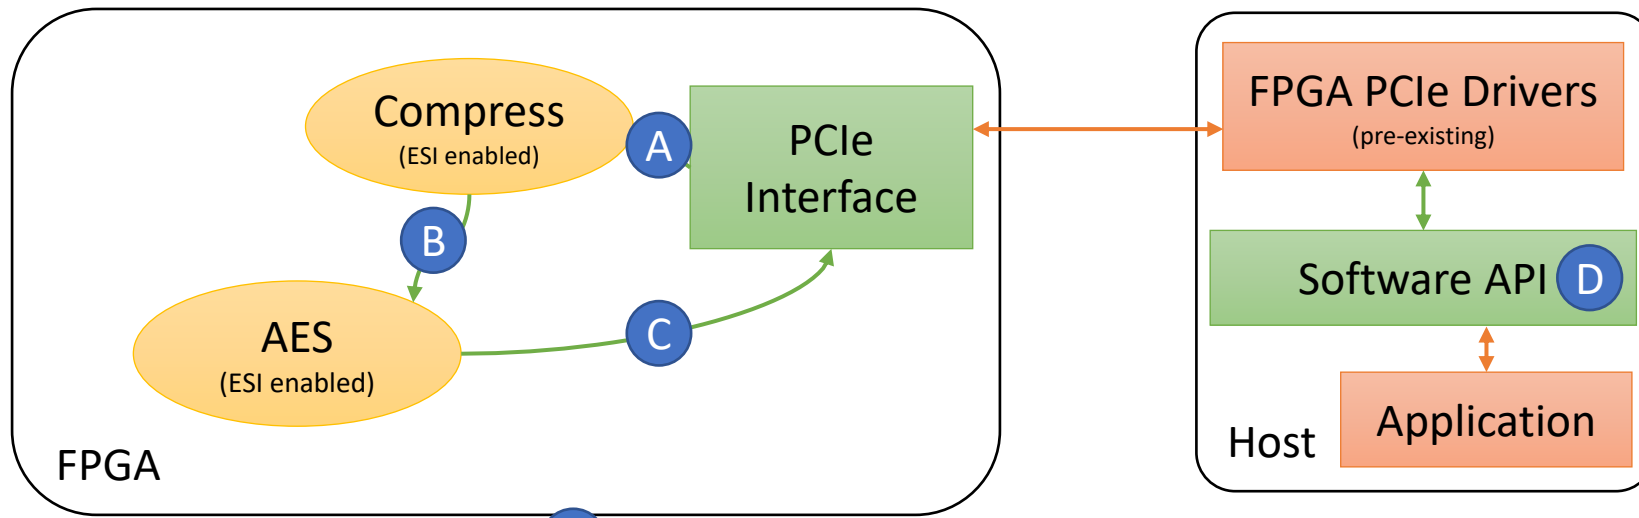 Compress
(ESI enabled)
A
PCIe
Interface
B
AES
(ESI enabled)
C
FPGA
FPGA PCIe Drivers
(pre-existing)
Software API
D
Application
Host